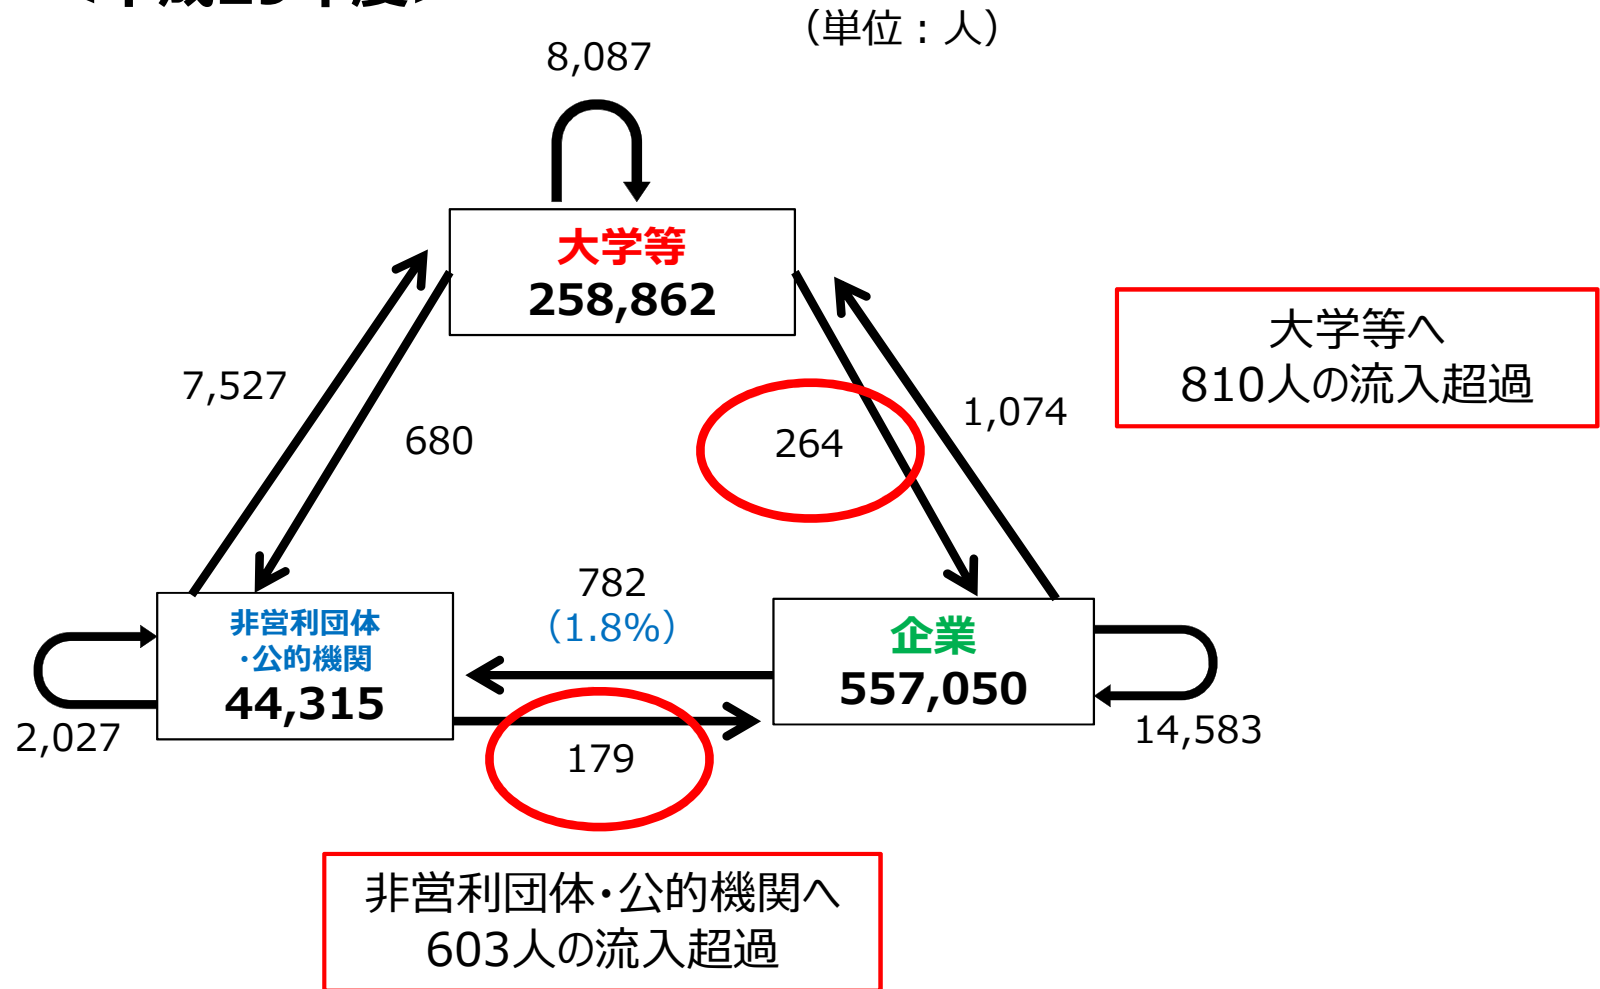 （単位：人）
8,087
大学等
258,862
大学等へ
810人の流入超過
7,527
680
264
1,074
782
（1.8%）
非営利団体
・公的機関
44,315
企業
557,050
2,027
179
14,583
非営利団体・公的機関へ
603人の流入超過